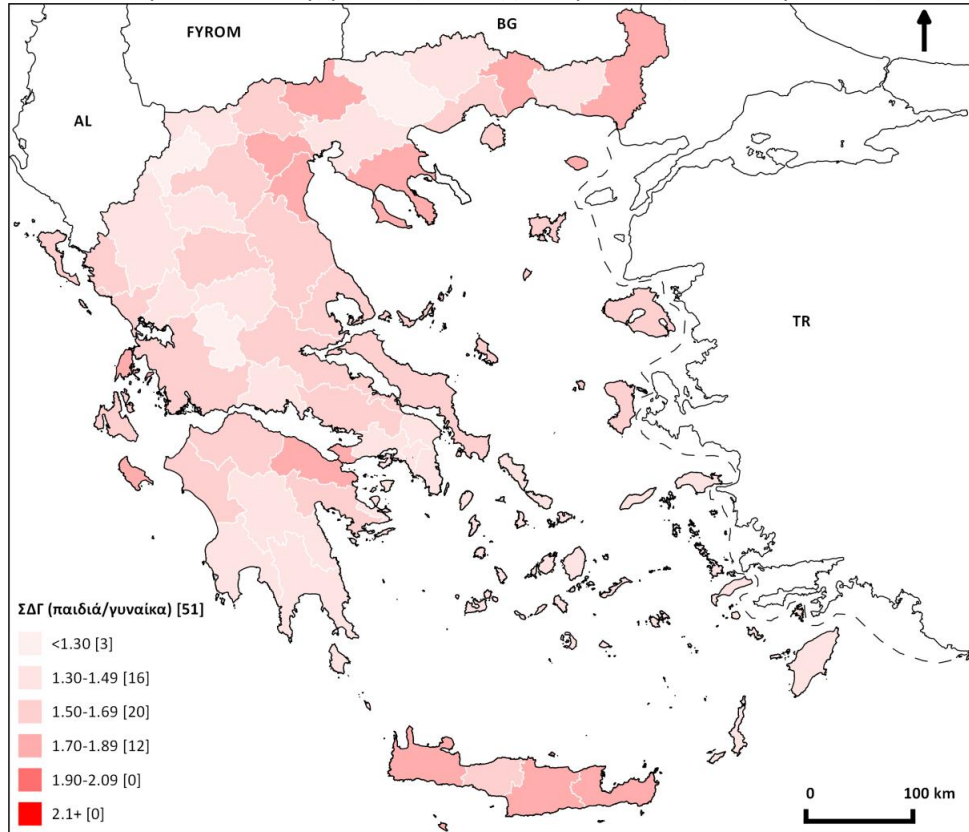 FYROM
BG
AL
TR
ΣΔΓ (παιδιά/γυναίκα) [51]
<1.30 [3]
1.30-1.49 [16]
1.50-1.69 [20]
1.70-1.89 [12]
1.90-2.09 [0]
2.1+ [0]
0 100 km